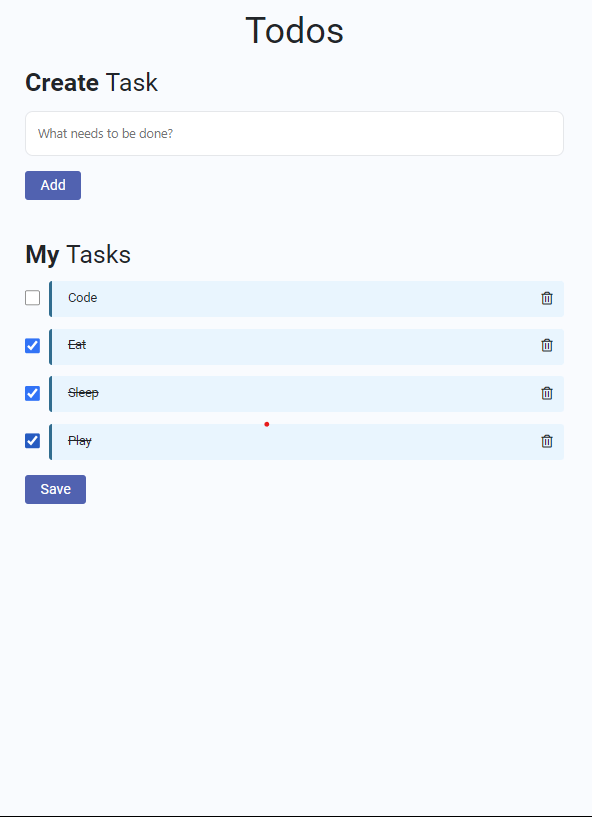 Todos
Create Task
What needs to be done?
Add
My Tasks
Code
Eat
Sleep
Play
Save